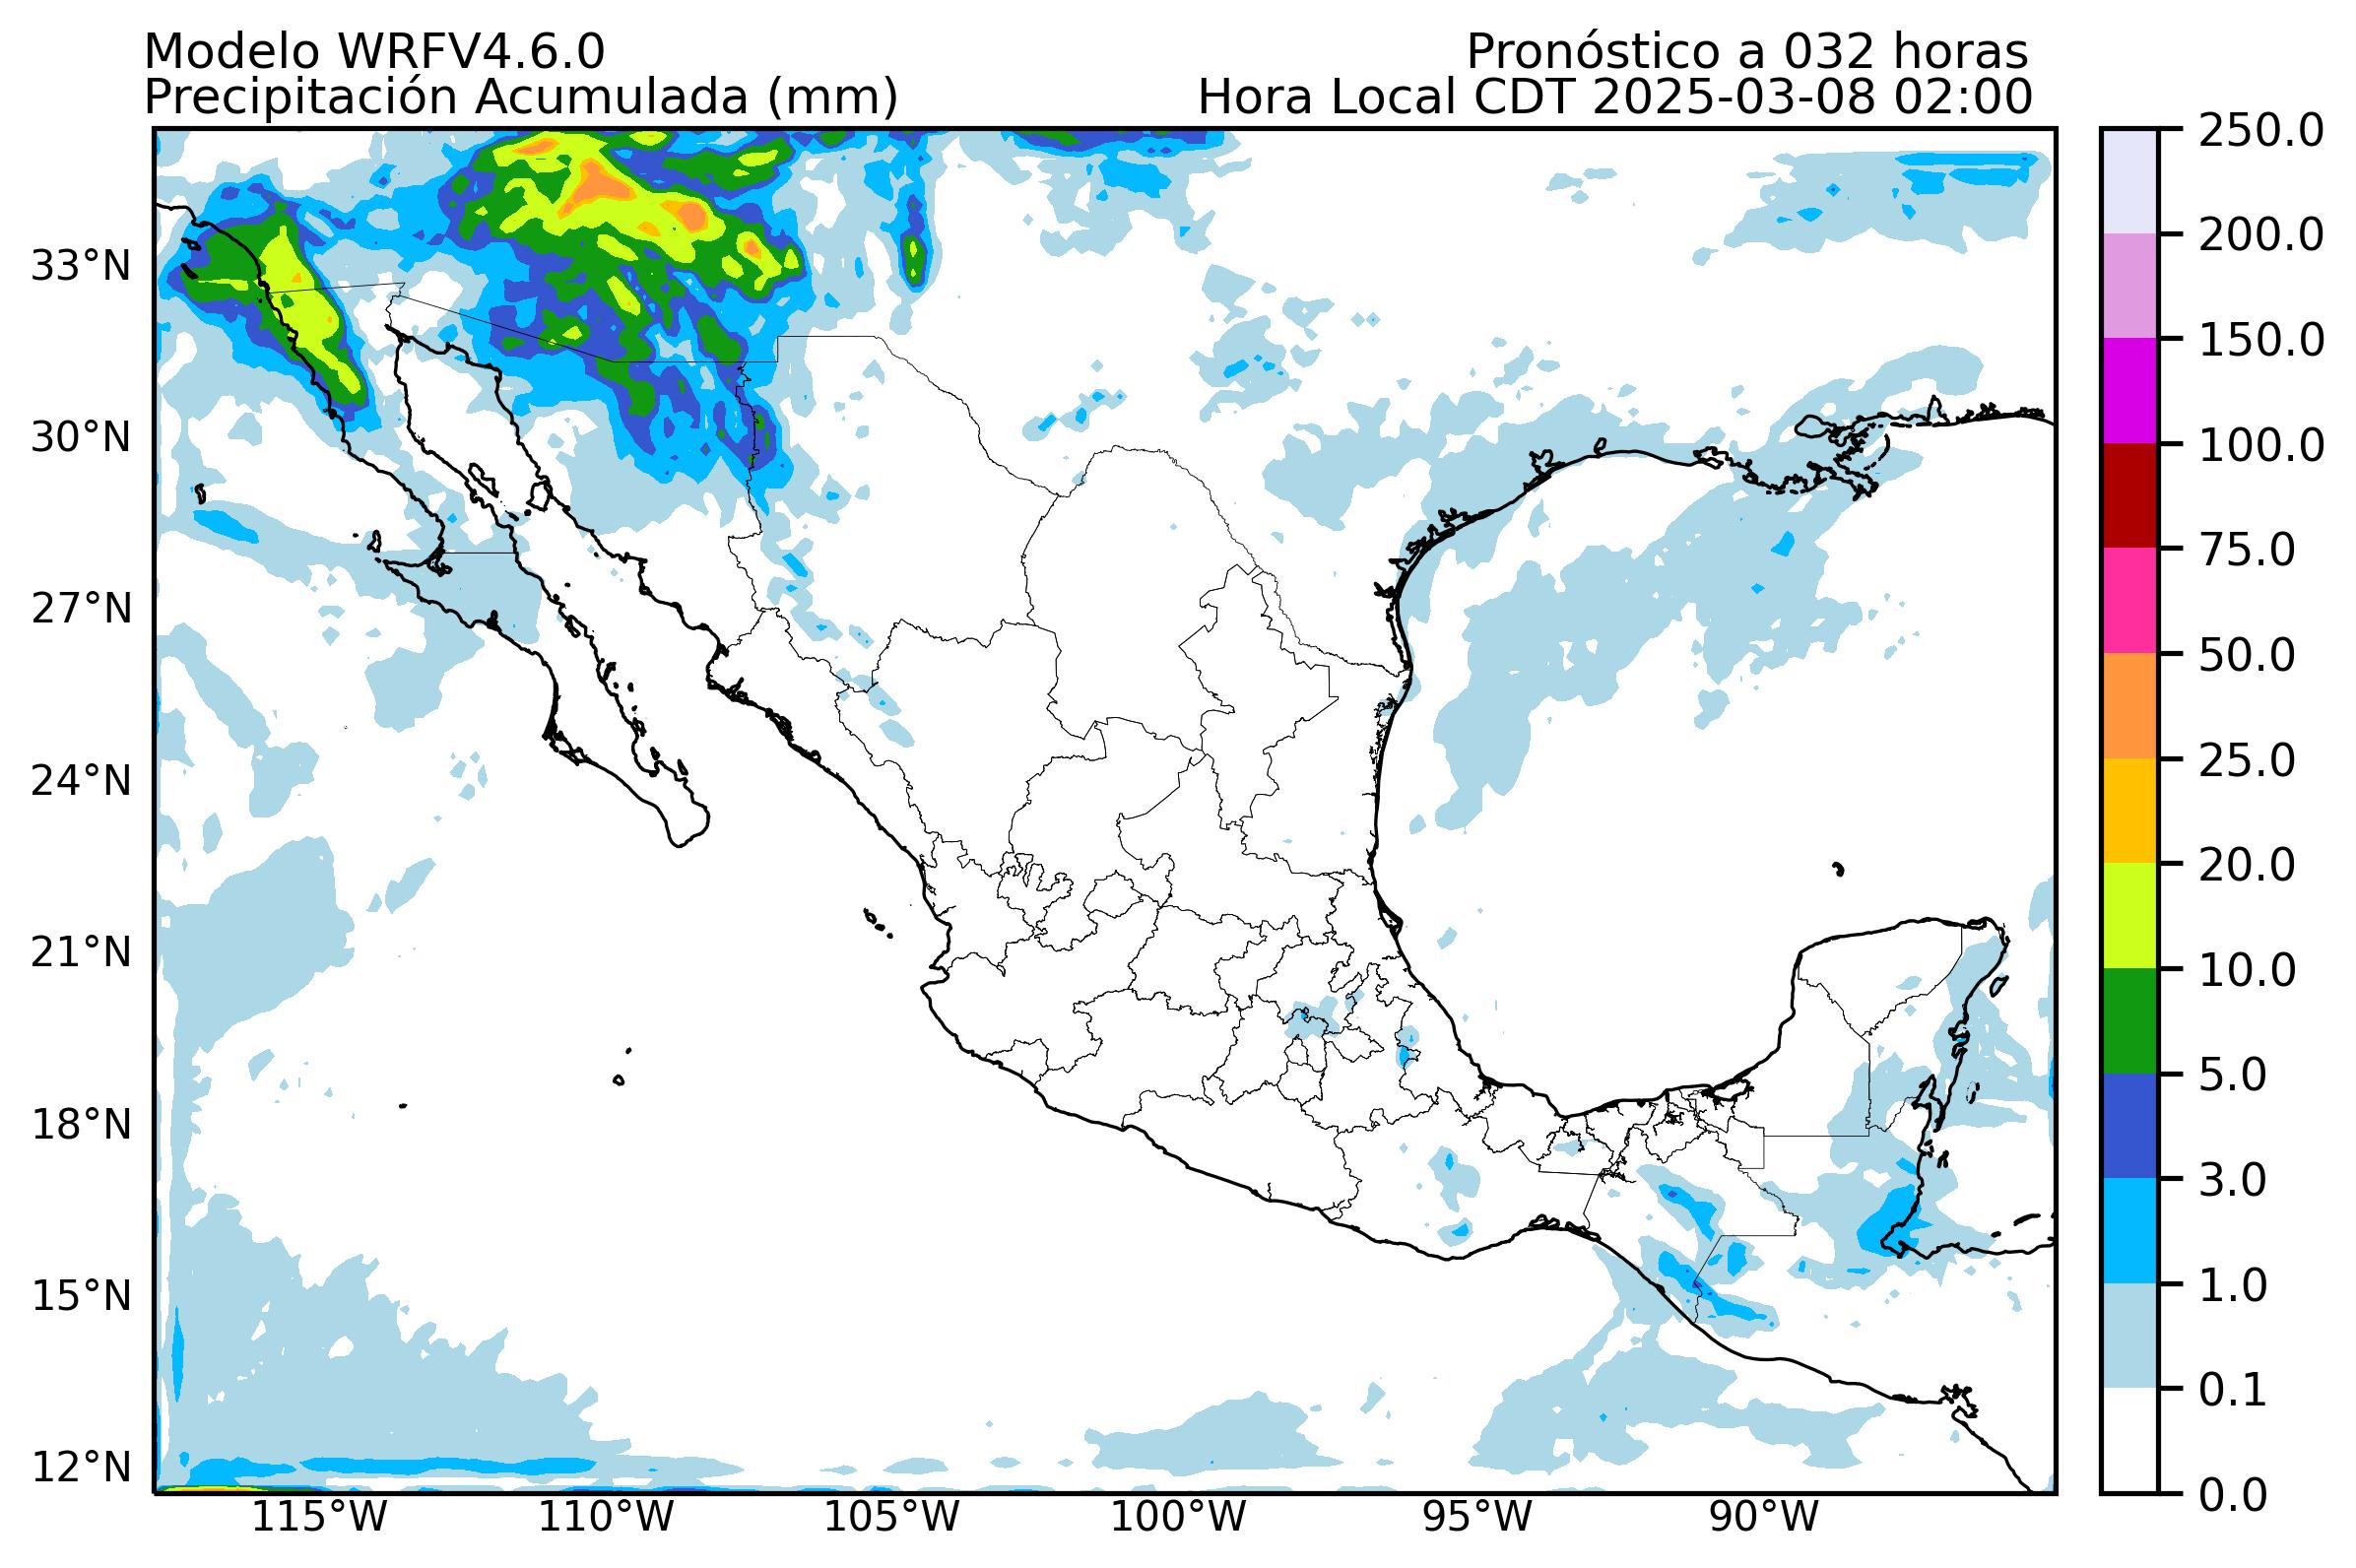 Modelo WRFV4.6.0
Pronóstico a 032 horas
Precipitación Acumulada (mm)
Hora Local CDT 2025-03-08 02:00
250.0
200.0
150.0
100.0
75.0
50.0
25.0
20.0
10.0
5.0
3.0
1.0
0.1
0.0
33°N
30°N
27°N
24°N
21°N
18°N
15°N
12°N
115°W
110°W
105°W
100°W
95°W
90°W